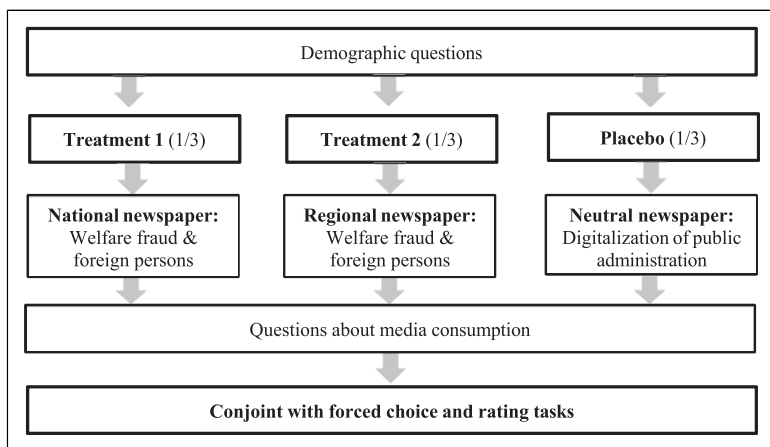 Demographic questions
Treatment 1 (1/3)
Treatment 2 (1/3)
Placebo (1/3)
National newspaper:
Welfare fraud &
foreign persons
Regional newspaper:
Welfare fraud &
foreign persons
Neutral newspaper:
Digitalization of public
administration
Questions about media consumption
Conjoint with forced choice and rating tasks